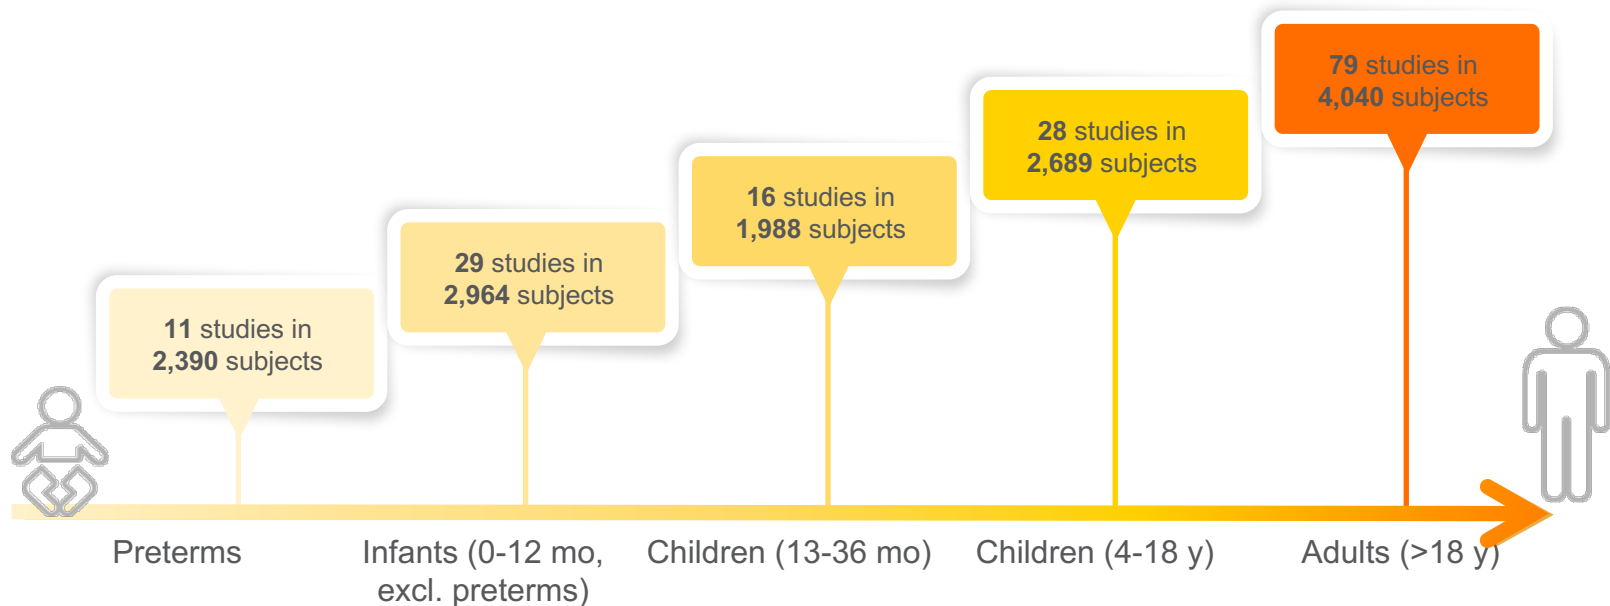 11 studies in
2,390 subjects
29 studies in
2,964 subjects
16 studies in
1,988 subjects
28 studies in
2,689 subjects
79 studies in
4,040 subjects
Preterms
Infants (0-12 mo,
excl. preterms)
Children (13-36 mo)
Children (4-18 y)
Adults (>18 y)